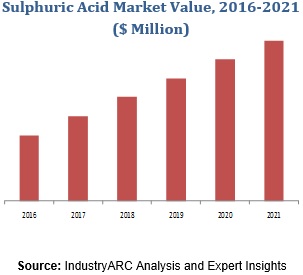 Sulphuric Acid Market Value, 2016-2021
($ Million)
2016 2017 2018 2019 2020 2021
Source: IndustryARC Analysis and Expert Insights